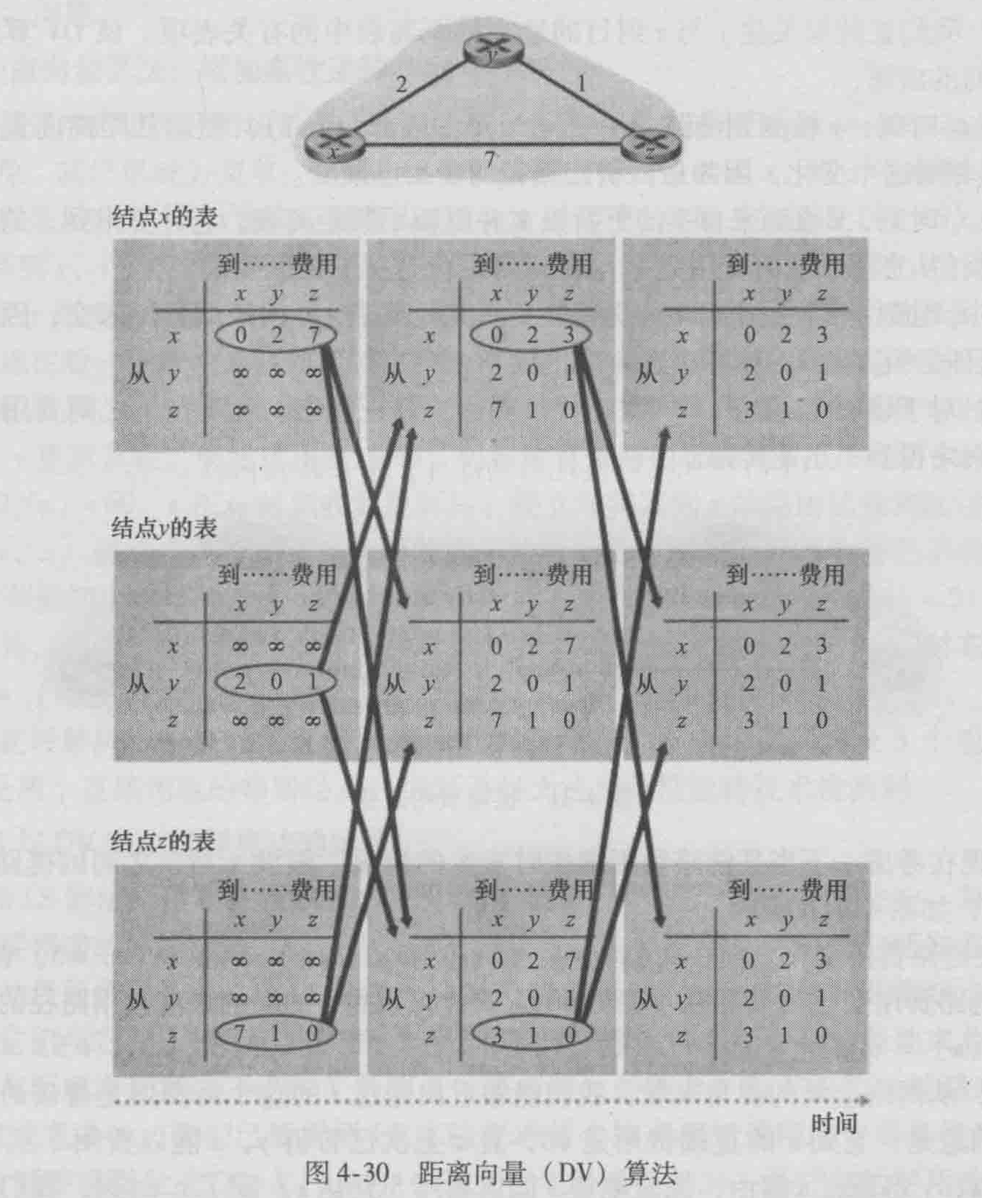 y
2
1
x
7
z
结点x的表
到……费用 到……费用 到……费用
x y z x y z x y z
x 0 2 7 x 0 2 3 x 0 2 3
从 y ∞ ∞ ∞ 从 y 2 0 1 从 y 2 0 1
z ∞ ∞ ∞ z 7 1 0 z 3 1 0
结点y的表
到……费用 到……费用 到……费用
x y z x y z x y z
x ∞ ∞ ∞ x 0 2 7 x 0 2 3
从 y 2 0 1 从 y 2 0 1 从 y 2 0 1
z ∞ ∞ ∞ z 7 1 0 z 3 1 0
结点z的表
到……费用 到……费用 到……费用
x y z x y z x y z
x ∞ ∞ ∞ x 0 2 7 x 0 2 3
从 y ∞ ∞ ∞ 从 y 2 0 1 从 y 2 0 1
z 7 1 0 z 3 1 0 z 3 1 0
时间
图 4-30 距离向量（DV）算法